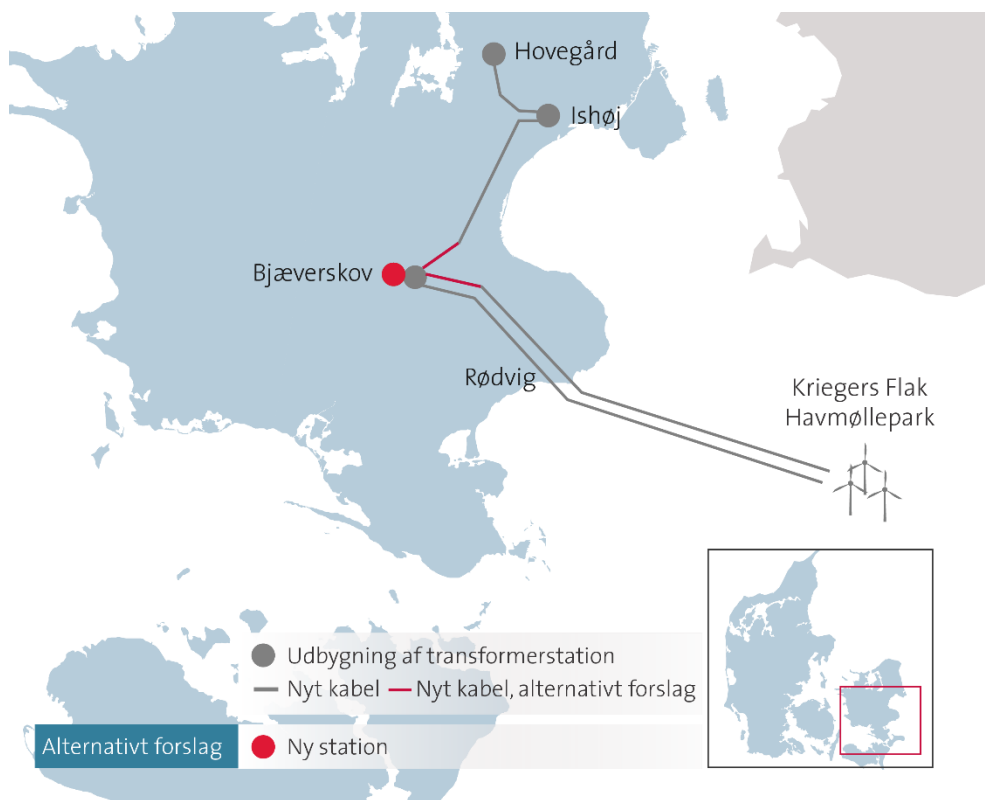 Hovegård
Ishøj
Bjæverskov
Rødvig
Kriegers Flak
Havmøllepark
Udbygning af transformerstation
Nyt kabel
Nyt kabel, alternativt forslag
Alternativt forslag
Ny station